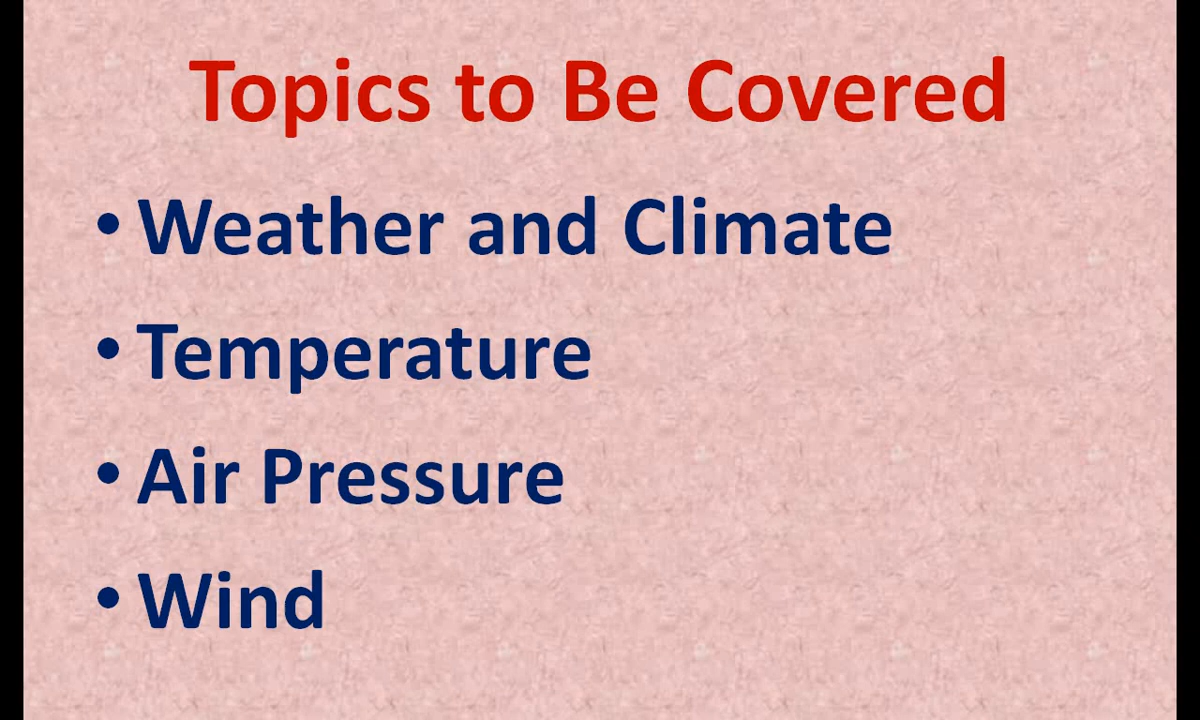 Topics to Be Covered
• Weather and Climate
• Temperature
• Air Pressure
• Wind